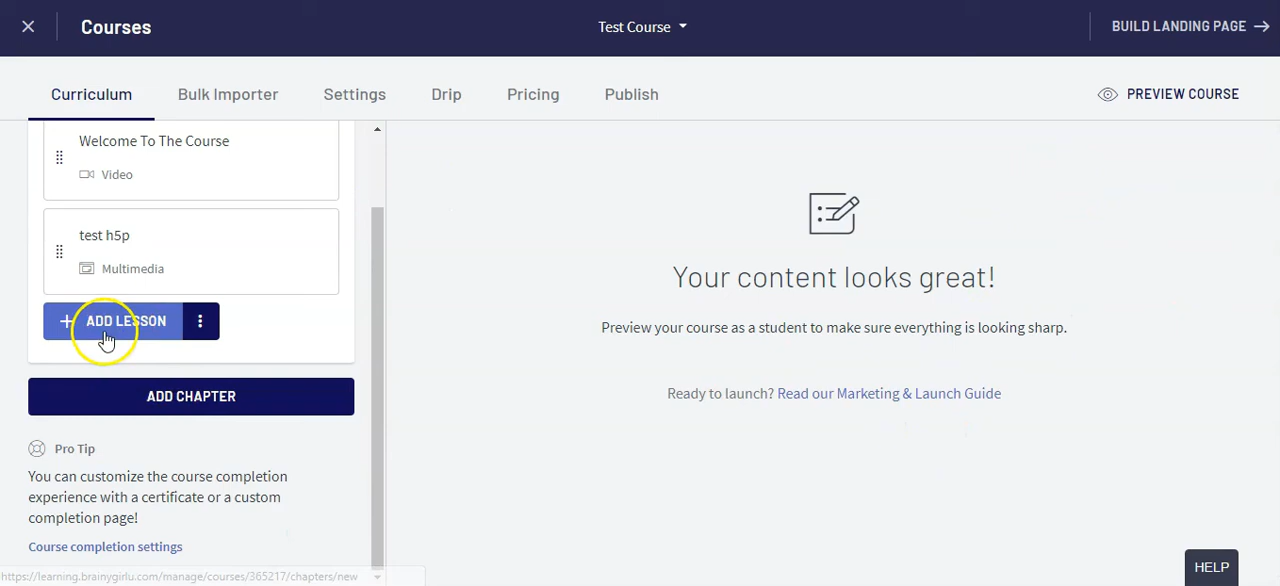 Courses
Test Course
BUILD LANDING PAGE
Curriculum
Bulk Importer
Settings
Drip
Pricing
Publish
PREVIEW COURSE
Welcome To The Course
Video
test h5p
Multimedia
+ ADD LESSON
ADD CHAPTER
Pro Tip
You can customize the course completion
experience with a certificate or a custom
completion page!
Course completion settings
https://learning.brainygirlu.com/manage/courses/365217/chapters/new
Your content looks great!
Preview your course as a student to make sure everything is looking sharp.
Ready to launch? Read our Marketing & Launch Guide
HELP